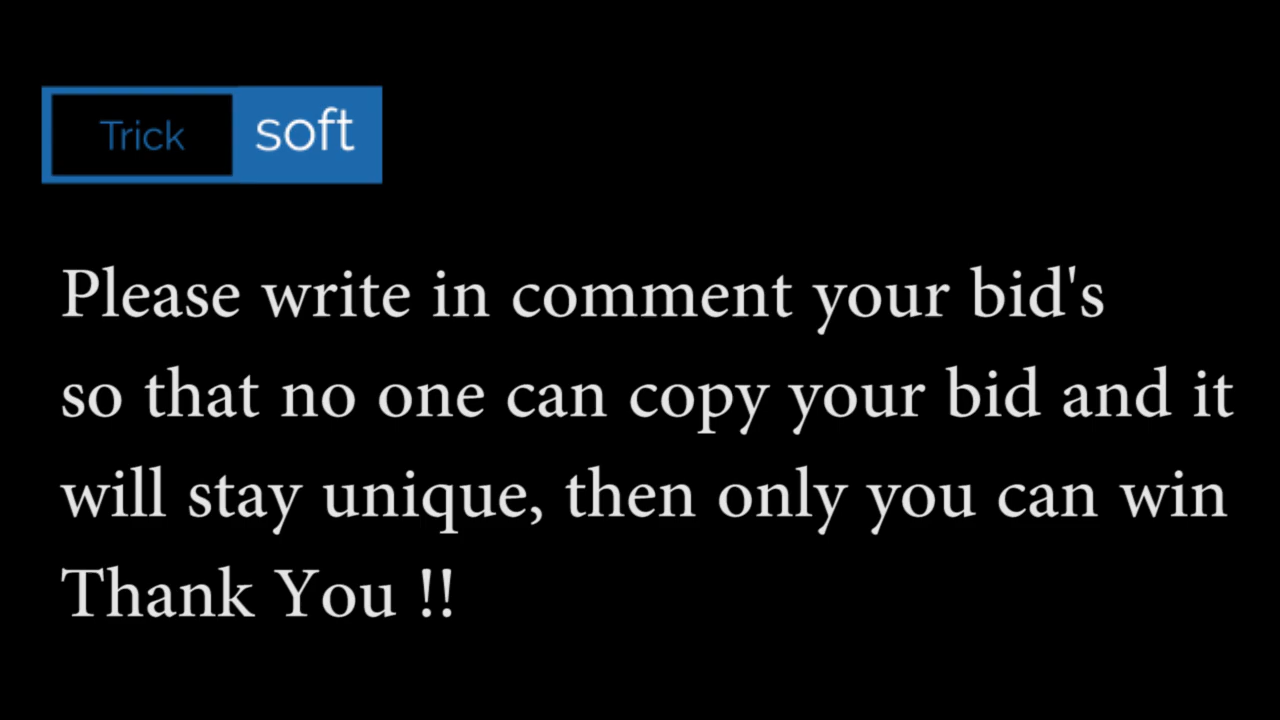 Trick soft
Please write in comment your bid's
so that no one can copy your bid and it
will stay unique, then only you can win
Thank You !!